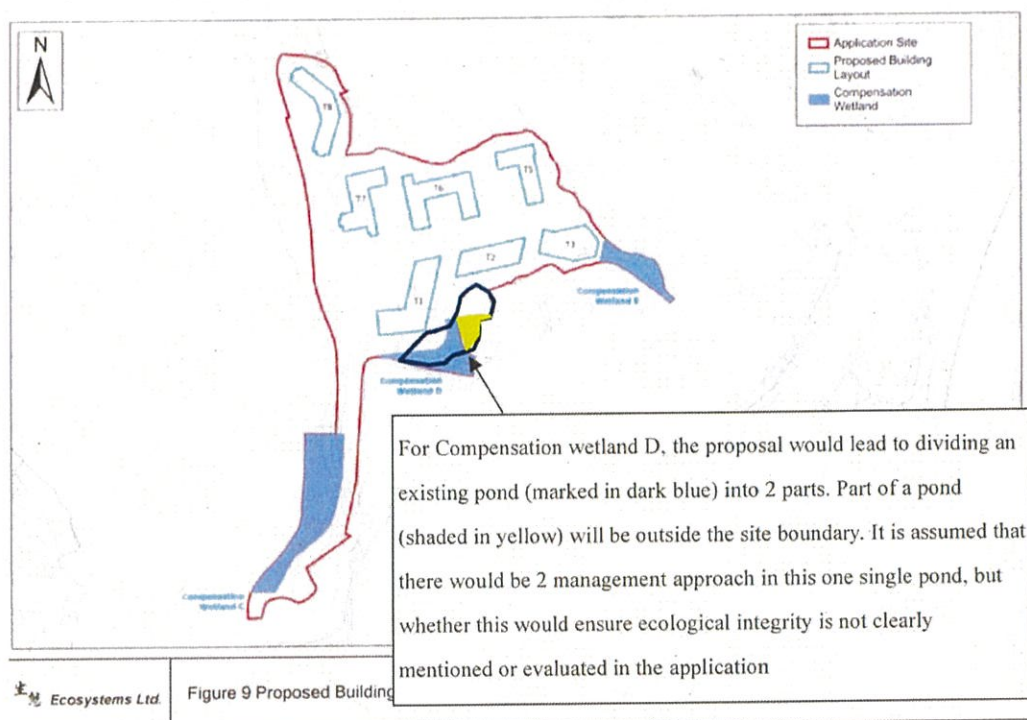 N
Application Site
Proposed Building
Layout
Compensation
Wetland
T8
T7
T6
T5
T3
T2
T1
Compensation
Wetland E
Compensation
Wetland D
For Compensation wetland D, the proposal would lead to dividing an
existing pond (marked in dark blue) into 2 parts. Part of a pond
(shaded in yellow) will be outside the site boundary. It is assumed that
there would be 2 management approach in this one single pond, but
whether this would ensure ecological integrity is not clearly
mentioned or evaluated in the application
Compensation
Wetland C
Ecosystems Ltd.
Figure 9 Proposed Building